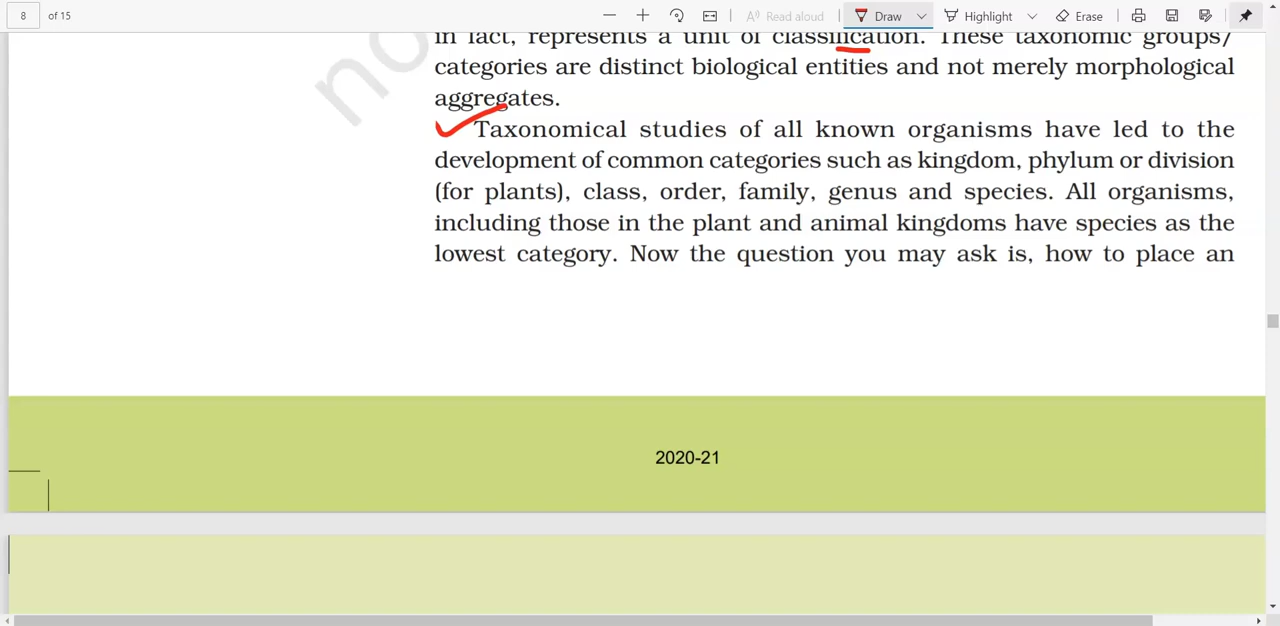 8 of 15 Read aloud Draw Highlight Erase
in fact, represents a unit of classification. These taxonomic groups/
categories are distinct biological entities and not merely morphological
aggregates.
Taxonomical studies of all known organisms have led to the
development of common categories such as kingdom, phylum or division
(for plants), class, order, family, genus and species. All organisms,
including those in the plant and animal kingdoms have species as the
lowest category. Now the question you may ask is, how to place an
no
2020-21